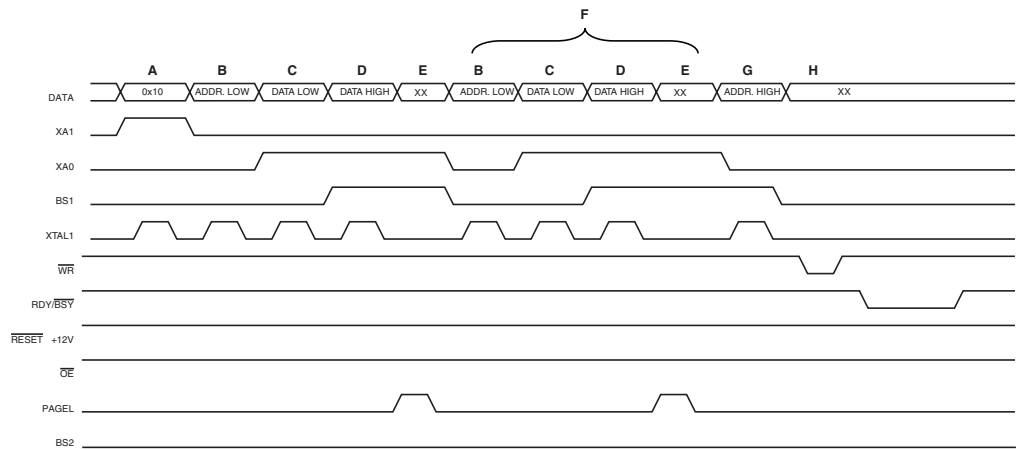 F
A B C D E B C D E G H
DATA 0x10 ADDR. LOW DATA LOW DATA HIGH XX ADDR. LOW DATA LOW DATA HIGH XX ADDR. HIGH XX
XA1
XA0
BS1
XTAL1
WR
RDY/BSY
RESET +12V
OE
PAGEL
BS2